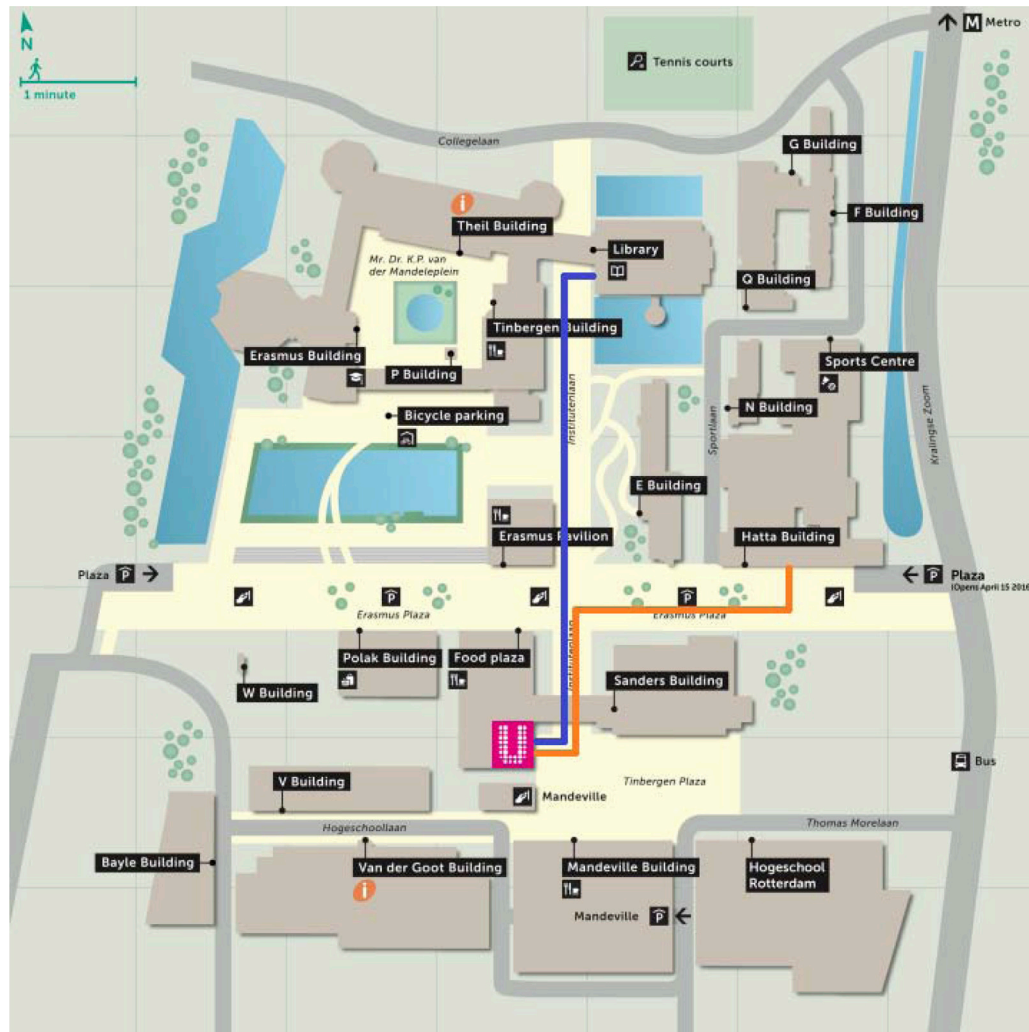 M Metro
N
1 minute
Tennis courts
Collegelaan
G Building
i
Theil Building
F Building
Library
Mr. Dr. K.P. van
der Mandeleplein
Q Building
Tinbergen Building
Erasmus Building
Sports Centre
P Building
N Building
Bicycle parking
Institutenlaan
Sportlaan
Kralingse Zoom
E Building
Erasmus Pavilion
Hatta Building
Plaza P
P Plaza
(Opens April 15 2016)
P
P
Erasmus Plaza
Erasmus Plaza
Polak Building
Food plaza
Institutenlaan
W Building
Sanders Building
U
Bus
V Building
Mandeville
Tinbergen Plaza
Hogeschoollaan
Thomas Morelaan
Bayle Building
Van der Goot Building
Mandeville Building
Hogeschool
Rotterdam
i
Mandeville P